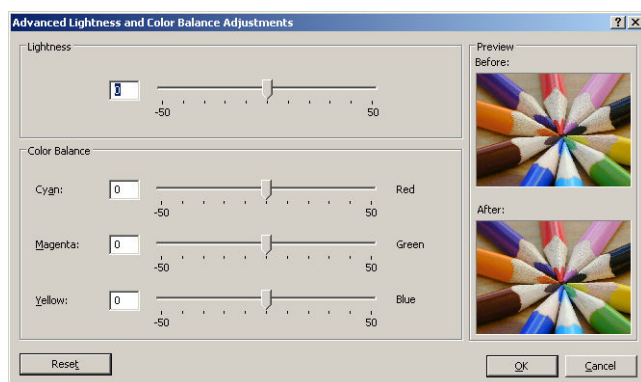 Advanced Lightness and Color Balance Adjustments
Lightness
0
-50 50
Color Balance
Cyan: 0 Red
-50 50
Magenta: 0 Green
-50 50
Yellow: 0 Blue
-50 50
Reset
Preview
Before:
After:
OK Cancel